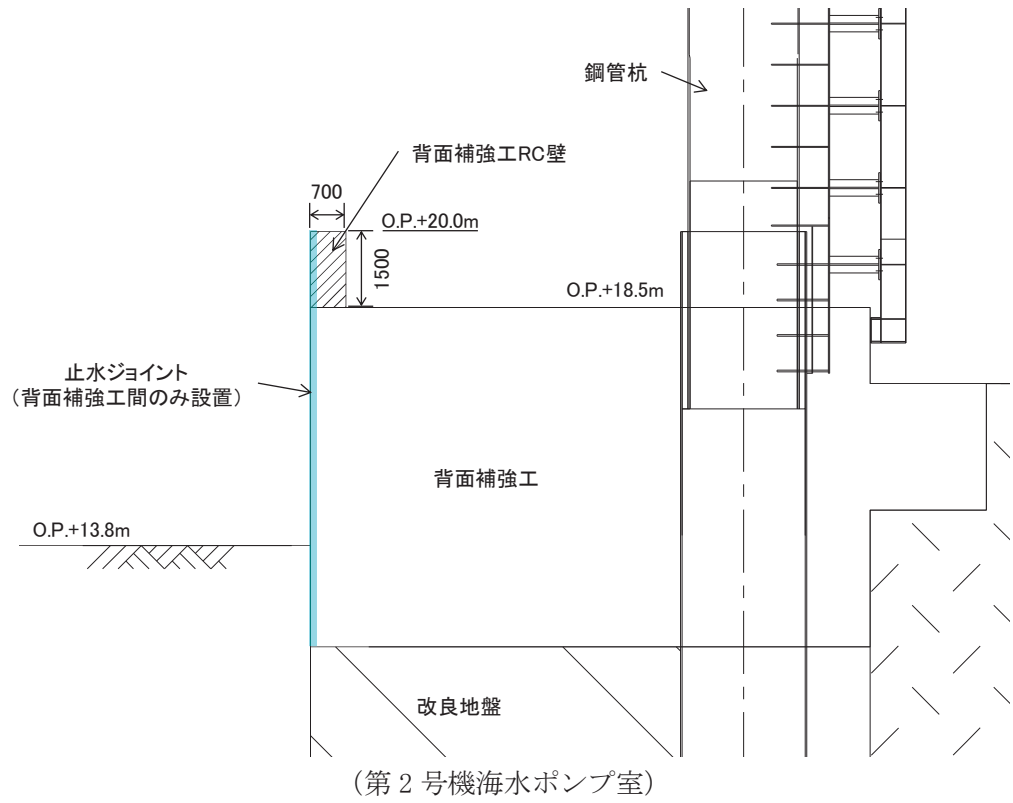 鋼管杭
背面補強工RC壁
700
O.P.+20.0m
1500
O.P.+18.5m
止水ジョイント
(背面補強工間のみ設置)
背面補強工
O.P.+13.8m
改良地盤
(第2号機海水ポンプ室)